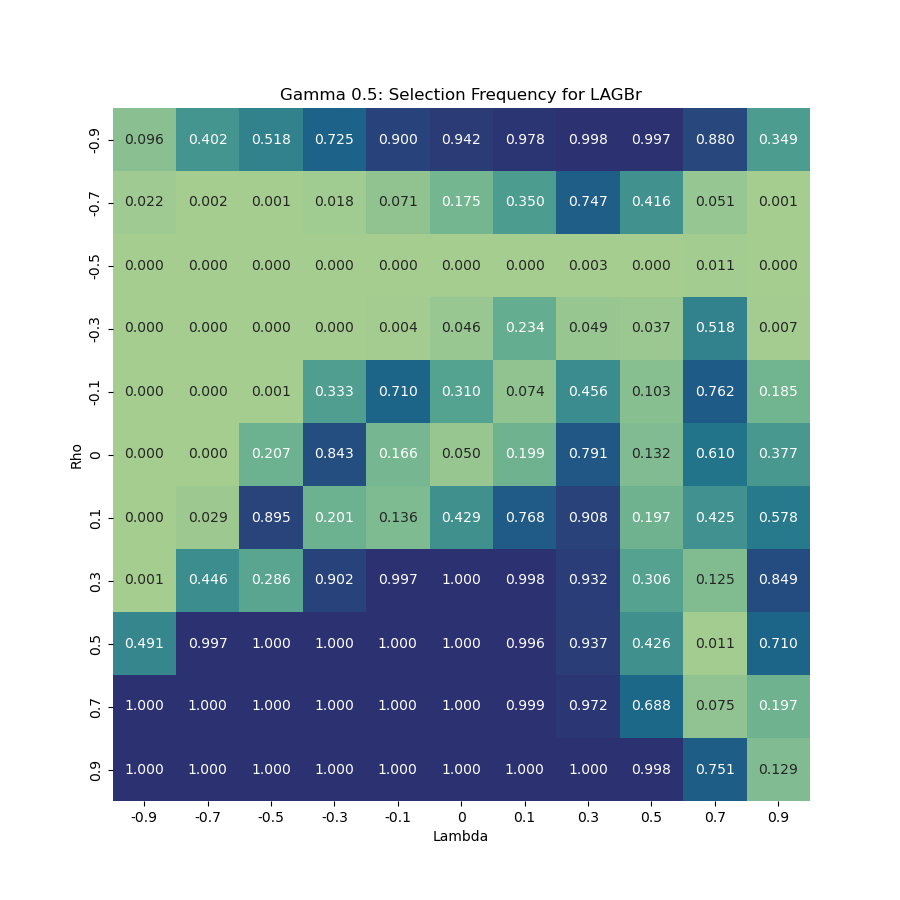 Gamma 0.5: Selection Frequency for LAGBr
-0.9 0.096 0.402 0.518 0.725 0.900 0.942 0.978 0.998 0.997 0.880 0.349
-0.7 0.022 0.002 0.001 0.018 0.071 0.175 0.350 0.747 0.416 0.051 0.001
-0.5 0.000 0.000 0.000 0.000 0.000 0.000 0.000 0.003 0.000 0.011 0.000
-0.3 0.000 0.000 0.000 0.000 0.004 0.046 0.234 0.049 0.037 0.518 0.007
-0.1 0.000 0.000 0.001 0.333 0.710 0.310 0.074 0.456 0.103 0.762 0.185
Rho
0 0.000 0.000 0.207 0.843 0.166 0.050 0.199 0.791 0.132 0.610 0.377
0.1 0.000 0.029 0.895 0.201 0.136 0.429 0.768 0.908 0.197 0.425 0.578
0.3 0.001 0.446 0.286 0.902 0.997 1.000 0.998 0.932 0.306 0.125 0.849
0.5 0.491 0.997 1.000 1.000 1.000 1.000 0.996 0.937 0.426 0.011 0.710
0.7 1.000 1.000 1.000 1.000 1.000 1.000 0.999 0.972 0.688 0.075 0.197
0.9 1.000 1.000 1.000 1.000 1.000 1.000 1.000 1.000 0.998 0.751 0.129
-0.9 -0.7 -0.5 -0.3 -0.1 0 0.1 0.3 0.5 0.7 0.9
Lambda